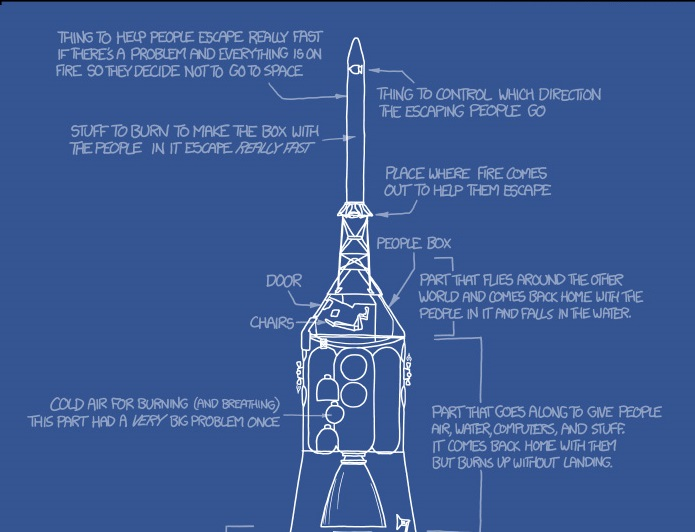 THING TO HELP PEOPLE ESCAPE REALLY FAST
IF THERE'S A PROBLEM AND EVERYTHING IS ON
FIRE SO THEY DECIDE NOT TO GO TO SPACE
THING TO CONTROL WHICH DIRECTION
THE ESCAPING PEOPLE GO
STUFF TO BURN TO MAKE THE BOX WITH
THE PEOPLE IN IT ESCAPE REALLY FAST
PLACE WHERE FIRE COMES
OUT TO HELP THEM ESCAPE
PEOPLE BOX
DOOR
PART THAT FLIES AROUND THE OTHER
WORLD AND COMES BACK HOME WITH THE
PEOPLE IN IT AND FALLS IN THE WATER.
CHAIRS
COLD AIR FOR BURNING (AND BREATHING)
THIS PART HAD A VERY BIG PROBLEM ONCE
PART THAT GOES ALONG TO GIVE PEOPLE
AIR, WATER, COMPUTERS, AND STUFF.
IT COMES BACK HOME WITH THEM
BUT BURNS UP WITHOUT LANDING.